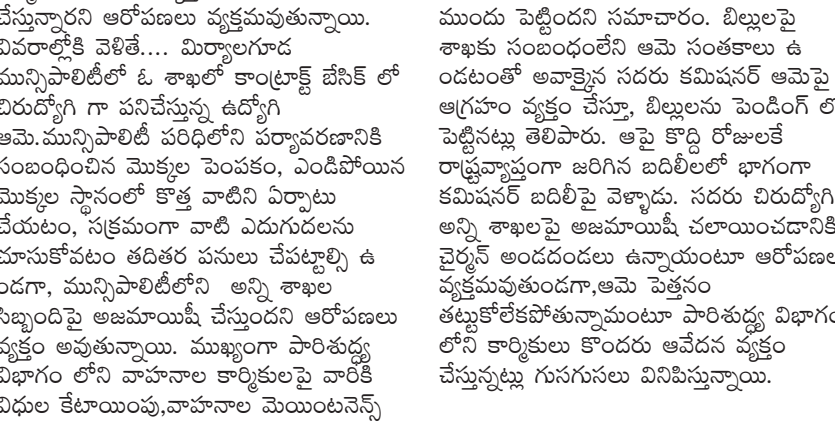 చేస్తున్నారని ఆరోపణలు వ్యక్తమవుతున్నాయి.
వివరాల్లోకి వెళితే.... మిర్యాలగూడ
మున్సిపాలిటీలో ఓ శాఖలో కాంట్రాక్ట్ బేసిక్ లో
చిరుద్యోగి గా పనిచేస్తున్న ఉద్యోగి
ఆమె.మున్సిపాలిటీ పరిధిలోని పర్యావరణానికి
సంబంధించిన మొక్కల పెంపకం, ఎండిపోయిన
మొక్కల స్థానంలో కొత్త వాటిని ఏర్పాటు
చేయటం, సక్రమంగా వాటి ఎదుగుదలను
చూసుకోవటం తదితర పనులు చేపట్టాల్సి ఉ
ండగా, మున్సిపాలిటీలోని అన్ని శాఖల
సిబ్బందిపై అజమాయిషీ చేస్తుందని ఆరోపణలు
వ్యక్తం అవుతున్నాయి. ముఖ్యంగా పారిశుద్ధ్య
విభాగం లోని వాహనాల కార్మికులపై వారికి
విధుల కేటాయింపు,వాహనాల మెయింటనెన్స్
ముందు పెట్టిందని సమాచారం. బిల్లులపై
శాఖకు సంబంధంలేని ఆమె సంతకాలు ఉ
ండటంతో అవాక్కైన సదరు కమిషనర్ ఆమెపై
ఆగ్రహం వ్యక్తం చేస్తూ, బిల్లులను పెండింగ్ లో
పెట్టినట్లు తెలిపారు. ఆపై కొద్ది రోజులకే
రాష్ట్రవ్యాప్తంగా జరిగిన బదిలీలలో భాగంగా
కమిషనర్ బదిలీపై వెళ్ళాడు. సదరు చిరుద్యోగి
అన్ని శాఖలపై అజమాయిషీ చలాయించడానికి
చైర్మన్ అండదండలు ఉన్నాయంటూ ఆరోపణల
వ్యక్తమవుతుండగా,ఆమె పెత్తనం
తట్టుకోలేకపోతున్నామంటూ పారిశుద్ధ్య విభాగం
లోని కార్మికులు కొందరు ఆవేదన వ్యక్తం
చేస్తున్నట్లు గుసగుసలు వినిపిస్తున్నాయి.